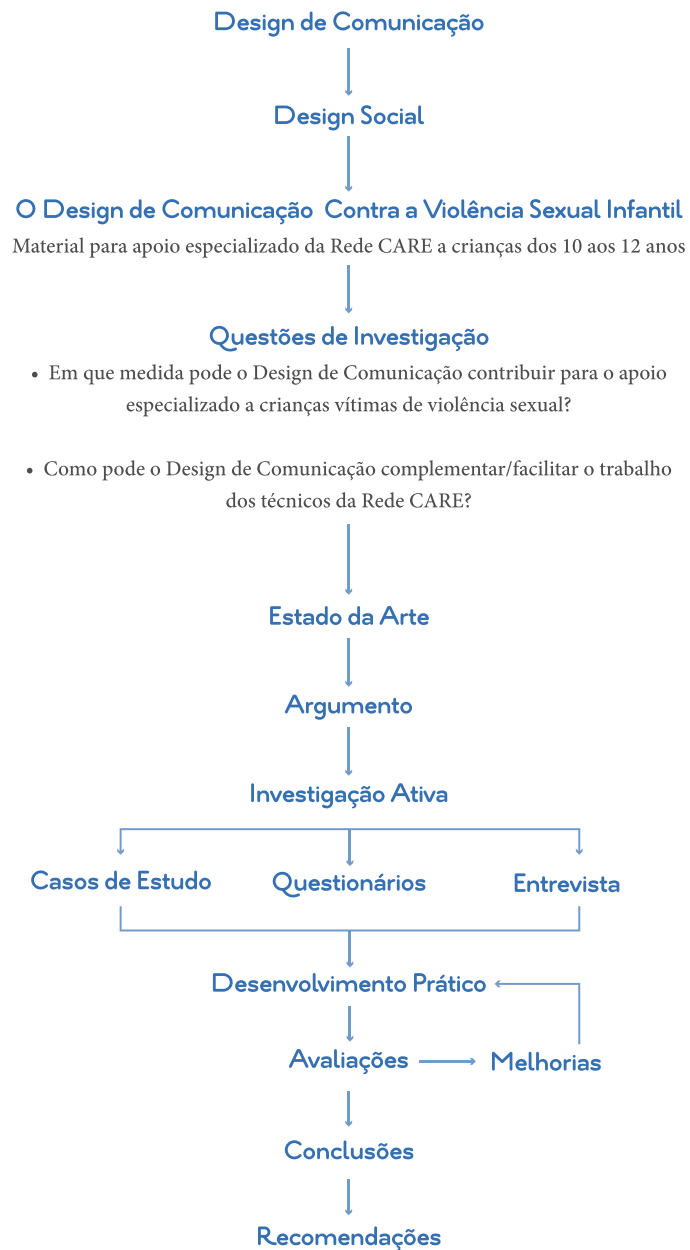 Design de Comunicação
Design Social
O Design de Comunicação Contra a Violência Sexual Infantil
Material para apoio especializado da Rede CARE a crianças dos 10 aos 12 anos
Questões de Investigação
• Em que medida pode o Design de Comunicação contribuir para o apoio
especializado a crianças vítimas de violência sexual?
• Como pode o Design de Comunicação complementar/facilitar o trabalho
dos técnicos da Rede CARE?
Estado da Arte
Argumento
Investigação Ativa
Casos de Estudo
Questionários
Entrevista
Desenvolvimento Prático
Avaliações
Melhorias
Conclusões
Recomendações